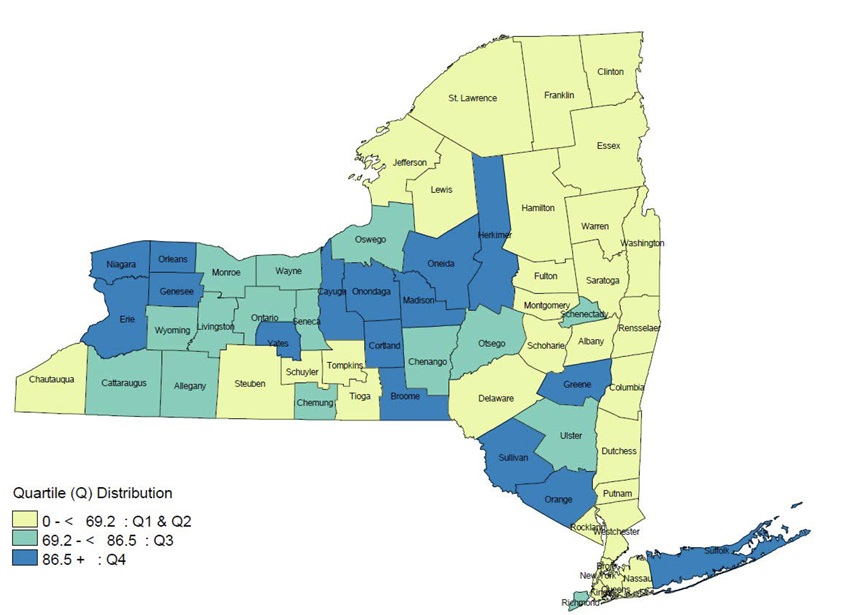 Clinton
St. Lawrence
Franklin
Essex
Jefferson
Lewis
Hamilton
Warren
Washington
Herkimer
Oswego
Oneida
Niagara
Orleans
Monroe
Wayne
Fulton
Saratoga
Genesee
Cayuga
Onondaga
Madison
Montgomery
Schenectady
Erie
Wyoming
Livingston
Ontario
Seneca
Rensselaer
Yates
Cortland
Chenango
Otsego
Schoharie
Albany
Chautauqua
Cattaraugus
Allegany
Steuben
Schuyler
Tompkins
Greene
Columbia
Chemung
Tioga
Broome
Delaware
Ulster
Dutchess
Sullivan
Orange
Putnam
Rockland
Westchester
Suffolk
Bronx
New York
Nassau
Queens
Kings
Richmond
Quartile (Q) Distribution
0 - < 69.2 : Q1 & Q2
69.2 - < 86.5 : Q3
86.5 + : Q4